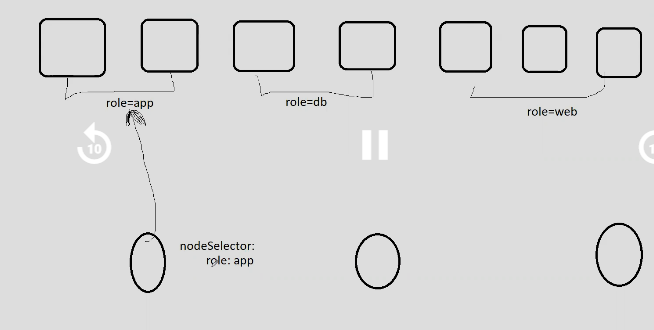 role=app
role=db
role=web
10
nodeSelector:
role: app